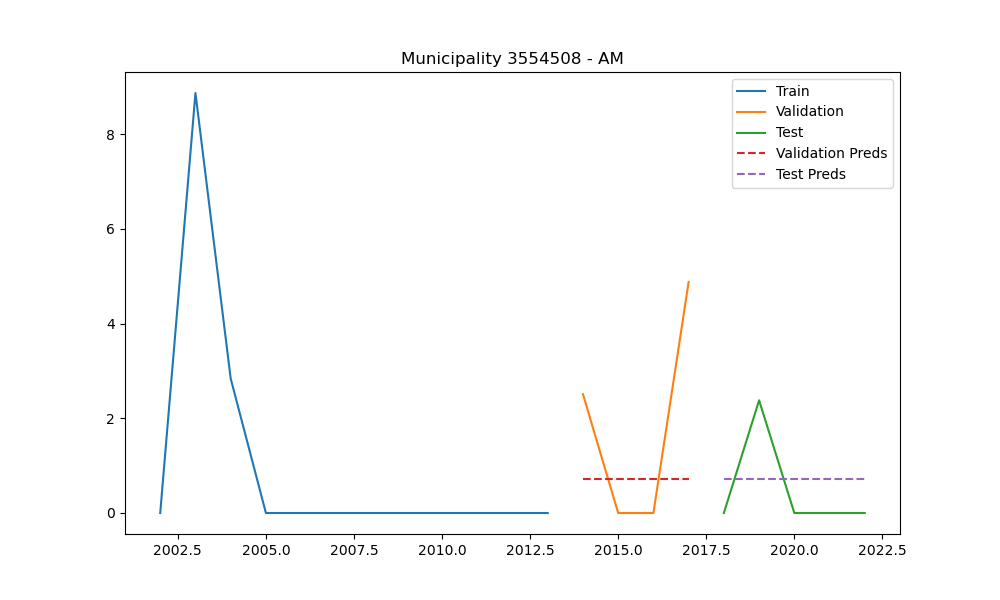 Municipality 3554508 - AM
Train
Validation
Test
Validation Preds
Test Preds
8
6
4
2
0
2002.5 2005.0 2007.5 2010.0 2012.5 2015.0 2017.5 2020.0 2022.5